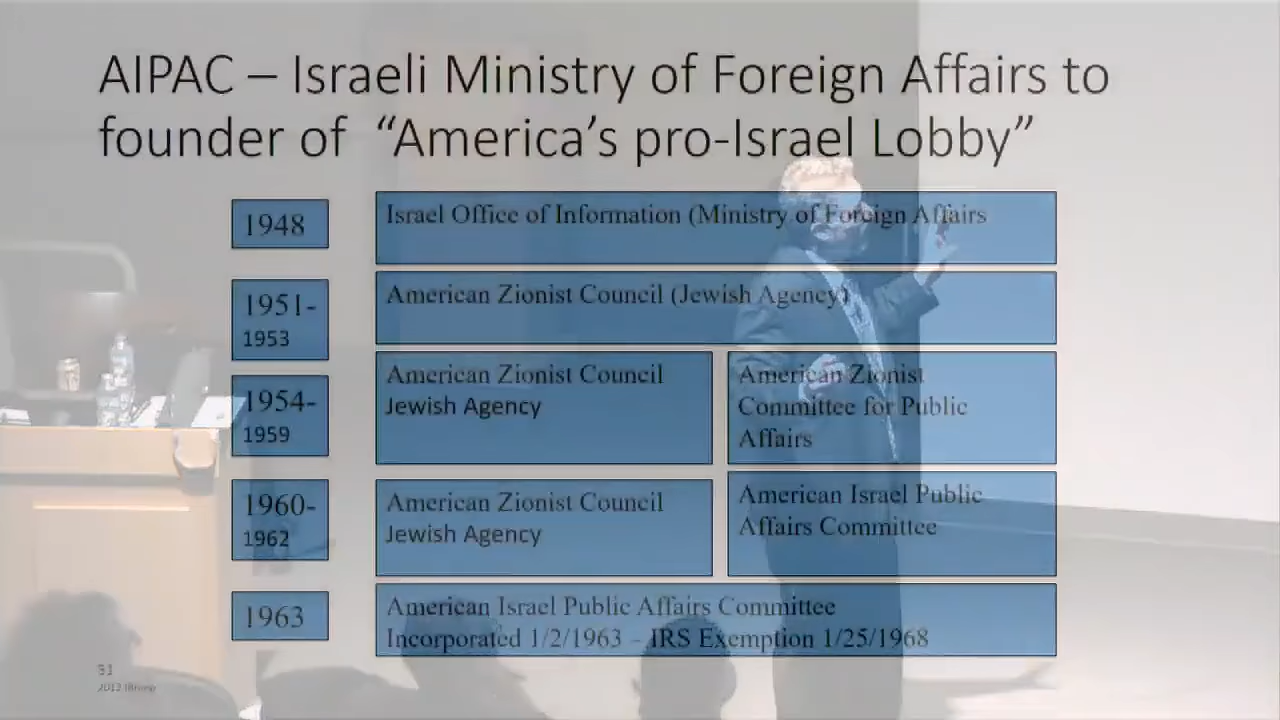 AIPAC – Israeli Ministry of Foreign Affairs to
founder of “America’s pro-Israel Lobby”
1948
Israel Office of Information (Ministry of Foreign Affairs
1951-
1953
American Zionist Council (Jewish Agency)
1954-
1959
American Zionist Council
Jewish Agency
American Zionist
Committee for Public
Affairs
1960-
1962
American Zionist Council
Jewish Agency
American Israel Public
Affairs Committee
1963
American Israel Public Affairs Committee
Incorporated 1/2/1963 – IRS Exemption 1/25/1968